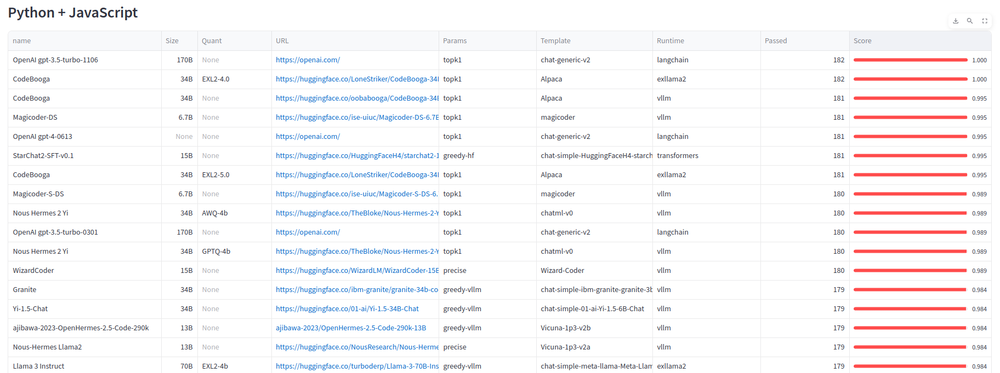 Python + JavaScript
name Size Quant URL Params Template Runtime Passed Score
OpenAI gpt-3.5-turbo-1106 170B None https://openai.com/ topk1 chat-generic-v2 langchain 182 1.000
CodeBooga 34B EXL2-4.0 https://huggingface.co/LoneStriker/CodeBooga-34 topk1 Alpaca exllama2 182 1.000
CodeBooga 34B None https://huggingface.co/oobabooga/CodeBooga-34B topk1 Alpaca vllm 181 0.995
Magicoder-DS 6.7B None https://huggingface.co/ise-uiuc/Magicoder-DS-6.7B topk1 magicoder vllm 181 0.995
OpenAI gpt-4-0613 None None https://openai.com/ topk1 chat-generic-v2 langchain 181 0.995
StarChat2-SFT-v0.1 15B None https://huggingface.co/HuggingFaceH4/starchat2-1 greedy-hf chat-simple-HuggingFaceH4-starch transformers 181 0.995
CodeBooga 34B EXL2-5.0 https://huggingface.co/LoneStriker/CodeBooga-34 topk1 Alpaca exllama2 181 0.995
Magicoder-S-DS 6.7B None https://huggingface.co/ise-uiuc/Magicoder-S-DS-6. topk1 magicoder vllm 180 0.989
Nous Hermes 2 Yi 34B AWQ-4b https://huggingface.co/TheBloke/Nous-Hermes-2-Y topk1 chatml-v0 vllm 180 0.989
OpenAI gpt-3.5-turbo-0301 170B None https://openai.com/ topk1 chat-generic-v2 langchain 180 0.989
Nous Hermes 2 Yi 34B GPTQ-4b https://huggingface.co/TheBloke/Nous-Hermes-2-Y topk1 chatml-v0 vllm 180 0.989
WizardCoder 15B None https://huggingface.co/WizardLM/WizardCoder-15B precise Wizard-Coder vllm 180 0.989
Granite 34B None https://huggingface.co/ibm-granite/granite-34b-co greedy-vllm chat-simple-ibm-granite-granite-3b vllm 179 0.984
Yi-1.5-Chat 34B None https://huggingface.co/01-ai/Yi-1.5-34B-Chat greedy-vllm chat-simple-01-ai-Yi-1.5-6B-Chat vllm 179 0.984
ajibawa-2023-OpenHermes-2.5-Code-290k 13B None ajibawa-2023/OpenHermes-2.5-Code-290k-13B greedy-vllm Vicuna-1p3-v2b vllm 179 0.984
Nous-Hermes Llama2 13B None https://huggingface.co/NousResearch/Nous-Herme precise Vicuna-1p3-v2a vllm 179 0.984
Llama 3 Instruct 70B EXL2-4b https://huggingface.co/turboderp/Llama-3-70B-Ins greedy-vllm chat-simple-meta-llama-Meta-Llam exllama2 179 0.984